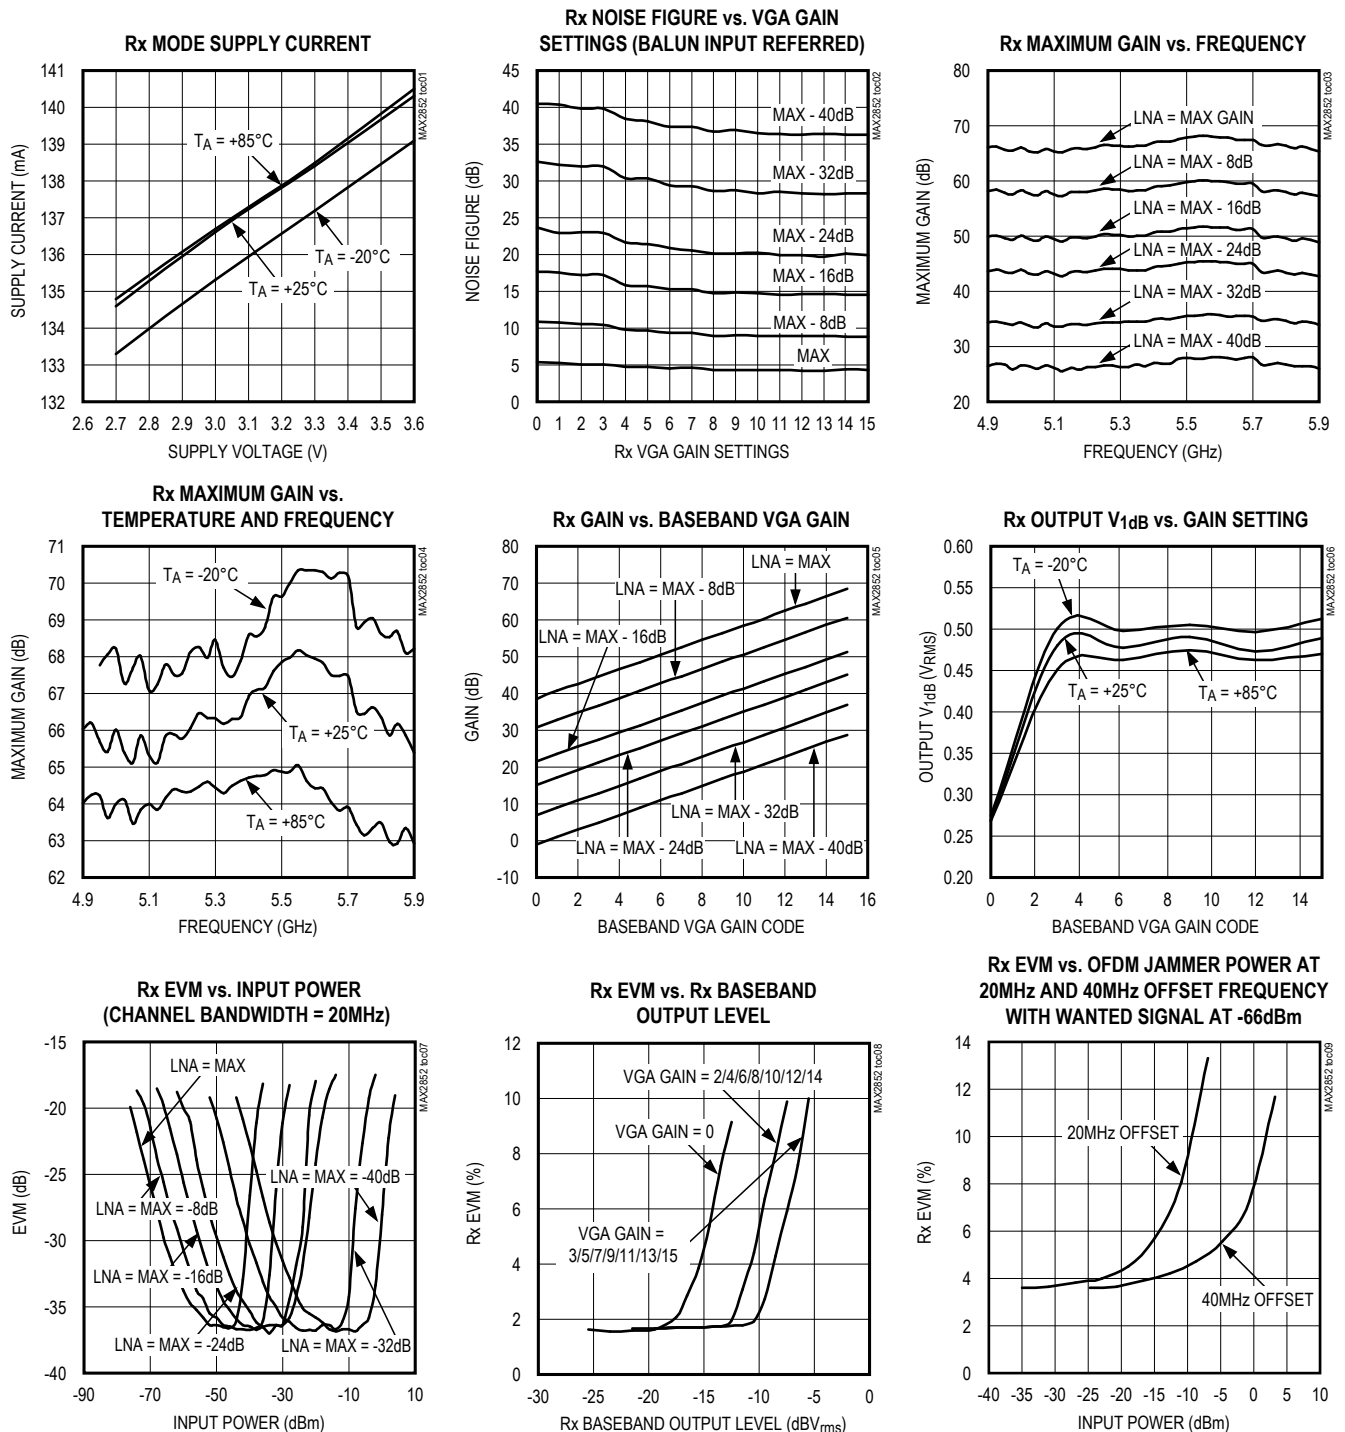 Rx MODE SUPPLY CURRENT
MAX2852 toc01
SUPPLY CURRENT (mA)
141
140
139
138
137
136
135
134
133
132
TA = +85°C
TA = -20°C
TA = +25°C
2.6 2.7 2.8 2.9 3.0 3.1 3.2 3.3 3.4 3.5 3.6
SUPPLY VOLTAGE (V)
Rx NOISE FIGURE vs. VGA GAIN
SETTINGS (BALUN INPUT REFERRED)
MAX2852 toc02
NOISE FIGURE (dB)
45
40
35
30
25
20
15
10
5
0
MAX - 40dB
MAX - 32dB
MAX - 24dB
MAX - 16dB
MAX - 8dB
MAX
0 1 2 3 4 5 6 7 8 9 10 11 12 13 14 15
Rx VGA GAIN SETTINGS
Rx MAXIMUM GAIN vs. FREQUENCY
MAX2852 toc03
MAXIMUM GAIN (dB)
80
70
60
50
40
30
20
LNA = MAX GAIN
LNA = MAX - 8dB
LNA = MAX - 16dB
LNA = MAX - 24dB
LNA = MAX - 32dB
LNA = MAX - 40dB
4.9 5.1 5.3 5.5 5.7 5.9
FREQUENCY (GHz)
Rx MAXIMUM GAIN vs.
TEMPERATURE AND FREQUENCY
MAX2852 toc04
MAXIMUM GAIN (dB)
71
70
69
68
67
66
65
64
63
62
TA = -20°C
TA = +25°C
TA = +85°C
4.9 5.1 5.3 5.5 5.7 5.9
FREQUENCY (GHz)
Rx GAIN vs. BASEBAND VGA GAIN
MAX2852 toc05
GAIN (dB)
80
70
60
50
40
30
20
10
0
-10
LNA = MAX
LNA = MAX - 8dB
LNA = MAX - 16dB
LNA = MAX - 32dB
LNA = MAX - 24dB
LNA = MAX - 40dB
0 2 4 6 8 10 12 14 16
BASEBAND VGA GAIN CODE
Rx OUTPUT V1dB vs. GAIN SETTING
MAX2852 toc06
OUTPUT V1dB (VRMS)
0.60
0.55
0.50
0.45
0.40
0.35
0.30
0.25
0.20
TA = -20°C
TA = +25°C
TA = +85°C
0 2 4 6 8 10 12 14
BASEBAND VGA GAIN CODE
Rx EVM vs. INPUT POWER
(CHANNEL BANDWIDTH = 20MHz)
MAX2852 toc07
EVM (dB)
-15
-20
-25
-30
-35
-40
LNA = MAX
LNA = MAX = -40dB
LNA = MAX = -8dB
LNA = MAX = -16dB
LNA = MAX = -24dB
LNA = MAX = -32dB
-90 -70 -50 -30 -10 10
INPUT POWER (dBm)
Rx EVM vs. Rx BASEBAND
OUTPUT LEVEL
MAX2852 toc08
Rx EVM (%)
12
10
8
6
4
2
0
VGA GAIN = 2/4/6/8/10/12/14
VGA GAIN = 0
VGA GAIN =
3/5/7/9/11/13/15
-30 -25 -20 -15 -10 -5 0
Rx BASEBAND OUTPUT LEVEL (dBVrms)
Rx EVM vs. OFDM JAMMER POWER AT
20MHz AND 40MHz OFFSET FREQUENCY
WITH WANTED SIGNAL AT -66dBm
MAX2852 toc09
Rx EVM (%)
14
12
10
8
6
4
2
0
20MHz OFFSET
40MHz OFFSET
-40 -35 -30 -25 -20 -15 -10 -5 0 5 10
INPUT POWER (dBm)